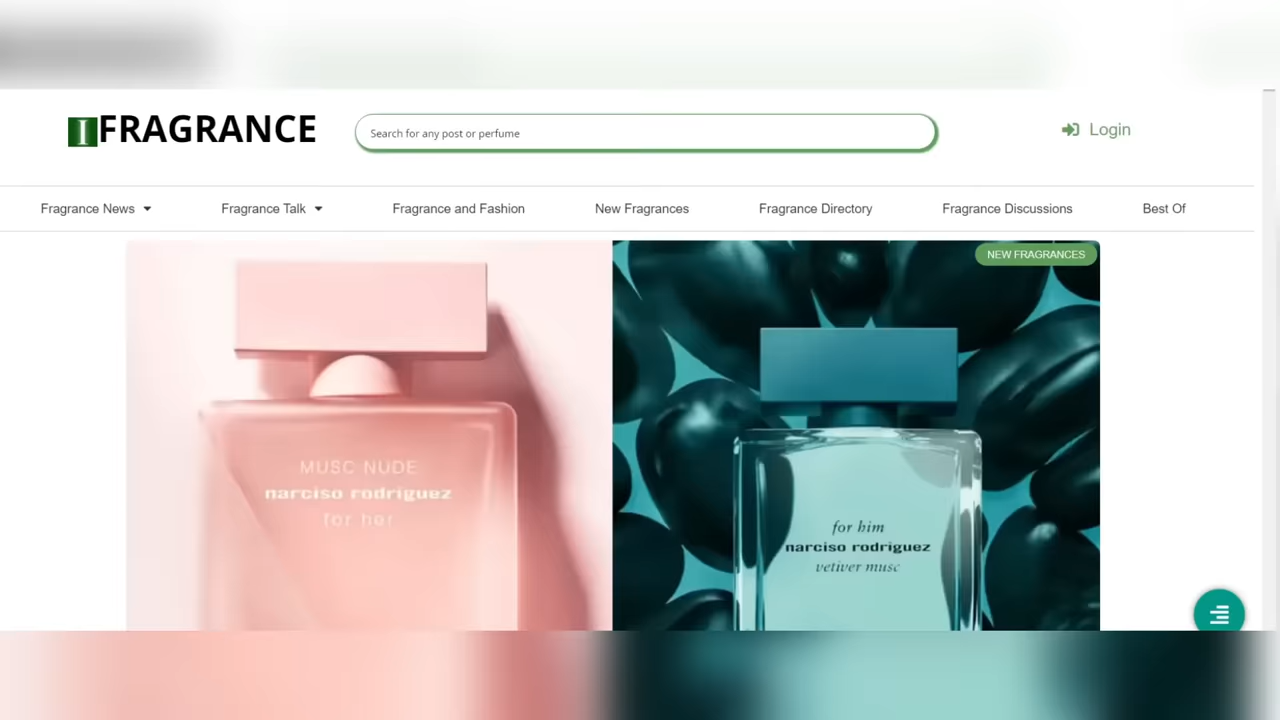 IFRAGRANCE
Search for any post or perfume
Login
Fragrance News
Fragrance Talk
Fragrance and Fashion
New Fragrances
Fragrance Directory
Fragrance Discussions
Best Of
NEW FRAGRANCES
MUSC NUDE
narciso rodriguez
for her
for him
narciso rodriguez
vetiver musc